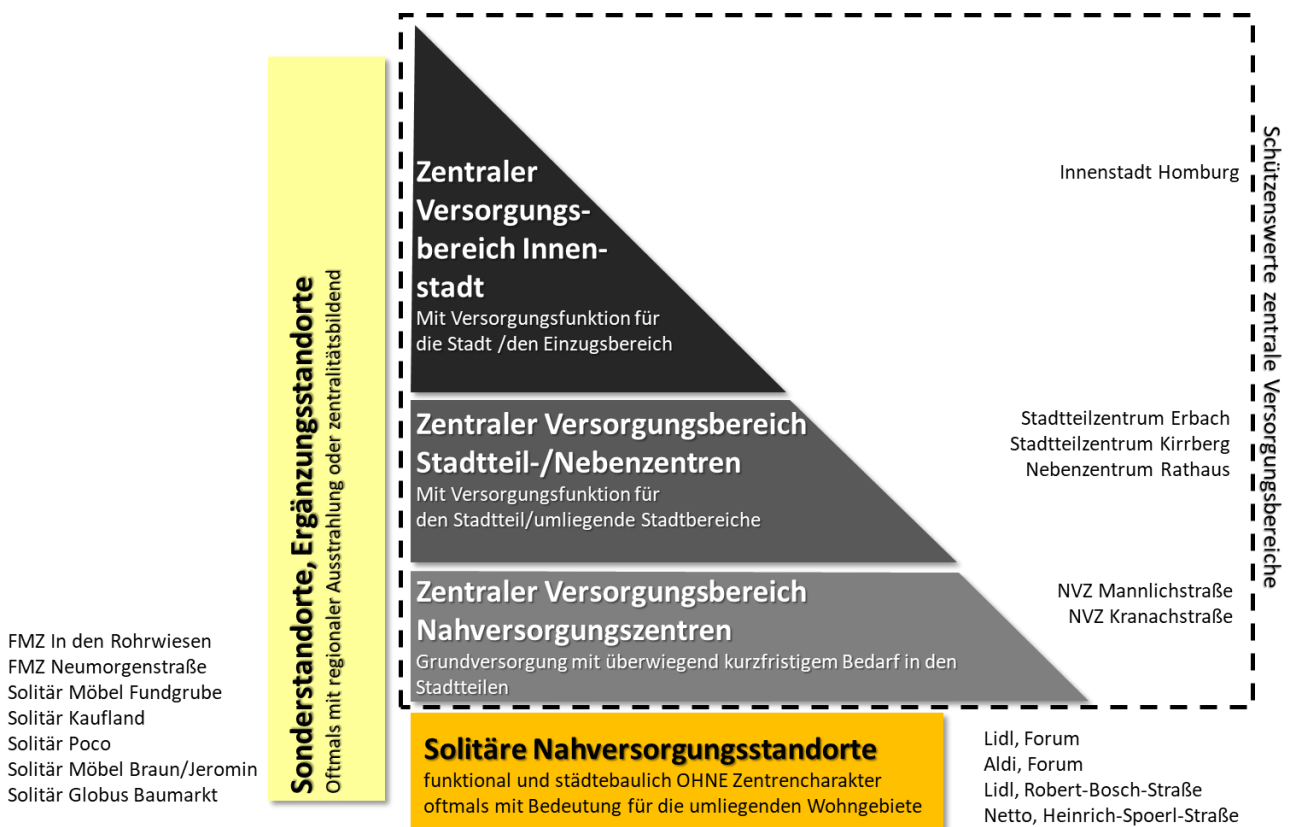 Zentraler
Versorgungs-
bereich Innen-
stadt
Mit Versorgungsfunktion für
die Stadt /den Einzugsbereich
Innenstadt Homburg
Zentraler Versorgungsbereich
Stadtteil-/Nebenzentren
Mit Versorgungsfunktion für
den Stadtteil/umliegende Stadtbereiche
Stadtteilzentrum Erbach
Stadtteilzentrum Kirrberg
Nebenzentrum Rathaus
Zentraler Versorgungsbereich
Nahversorgungszentren
Grundversorgung mit überwiegend kurzfristigem Bedarf in den
Stadtteilen
NVZ Mannlichstraße
NVZ Kranachstraße
Schützenswerte zentrale Versorgungsbereiche
Sonderstandorte, Ergänzungsstandorte
Oftmals mit regionaler Ausstrahlung oder zentralitätsbildend
FMZ In den Rohrwiesen
FMZ Neumorgenstraße
Solitär Möbel Fundgrube
Solitär Kaufland
Solitär Poco
Solitär Möbel Braun/Jeromin
Solitär Globus Baumarkt
Solitäre Nahversorgungsstandorte
funktional und städtebaulich OHNE Zentrencharakter
oftmals mit Bedeutung für die umliegenden Wohngebiete
Lidl, Forum
Aldi, Forum
Lidl, Robert-Bosch-Straße
Netto, Heinrich-Spoerl-Straße